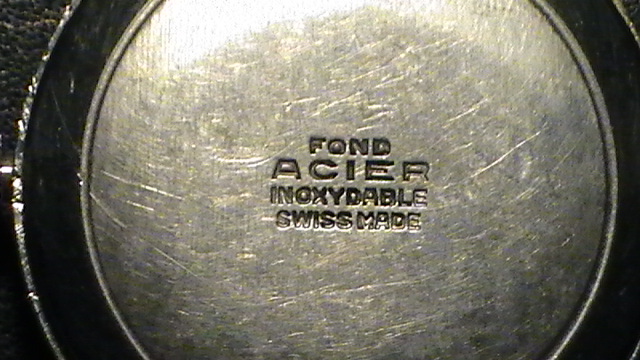 FOND
ACIER
INOXYDABLE
SWISS MADE